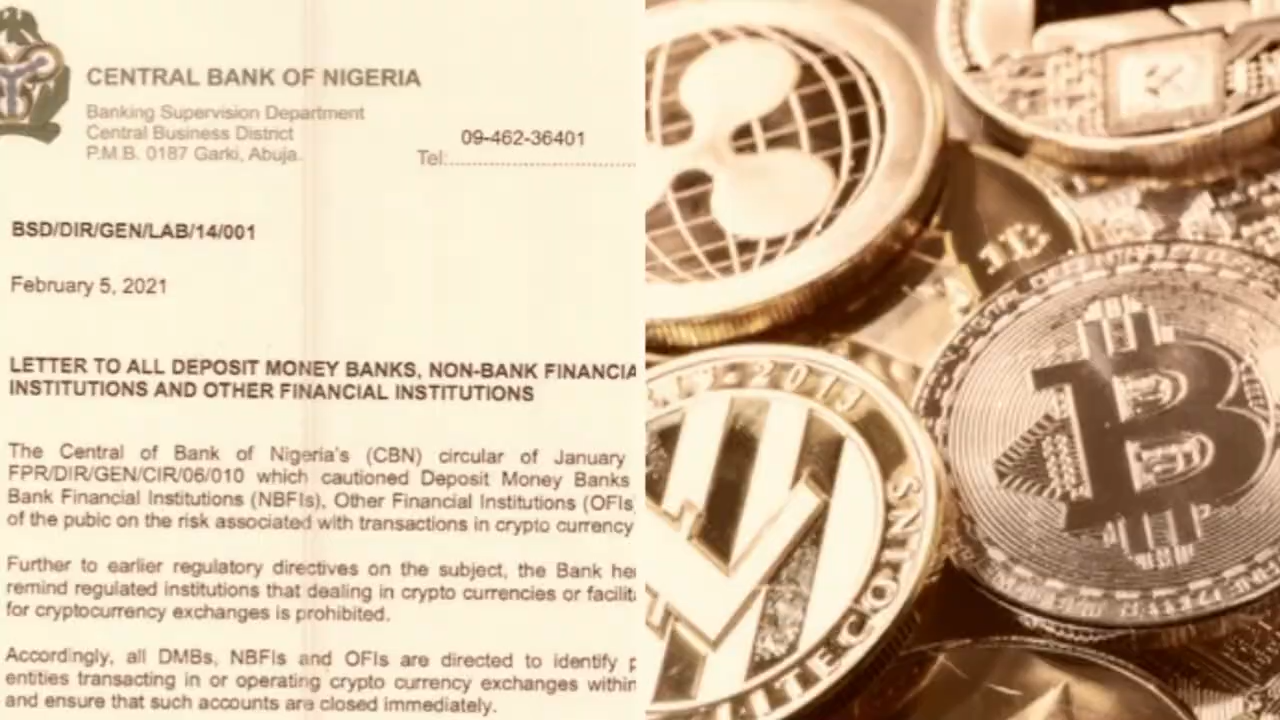 CENTRAL BANK OF NIGERIA
Banking Supervision Department
Central Business District
P.M.B. 0187 Garki, Abuja.
09-462-36401
Tel:
BSD/DIR/GEN/LAB/14/001
February 5, 2021
LETTER TO ALL DEPOSIT MONEY BANKS, NON-BANK FINANCIA
INSTITUTIONS AND OTHER FINANCIAL INSTITUTIONS
The Central of Bank of Nigeria's (CBN) circular of January
FPR/DIR/GEN/CIR/06/010 which cautioned Deposit Money Banks
Bank Financial Institutions (NBFIs), Other Financial Institutions (OFIs
of the pubic on the risk associated with transactions in crypto currency
Further to earlier regulatory directives on the subject, the Bank her
remind regulated institutions that dealing in crypto currencies or facilita
for cryptocurrency exchanges is prohibited.
Accordingly, all DMBs, NBFIs and OFIs are directed to identify p
entities transacting in or operating crypto currency exchanges within
and ensure that such accounts are closed immediately.
2013
LITECOINS